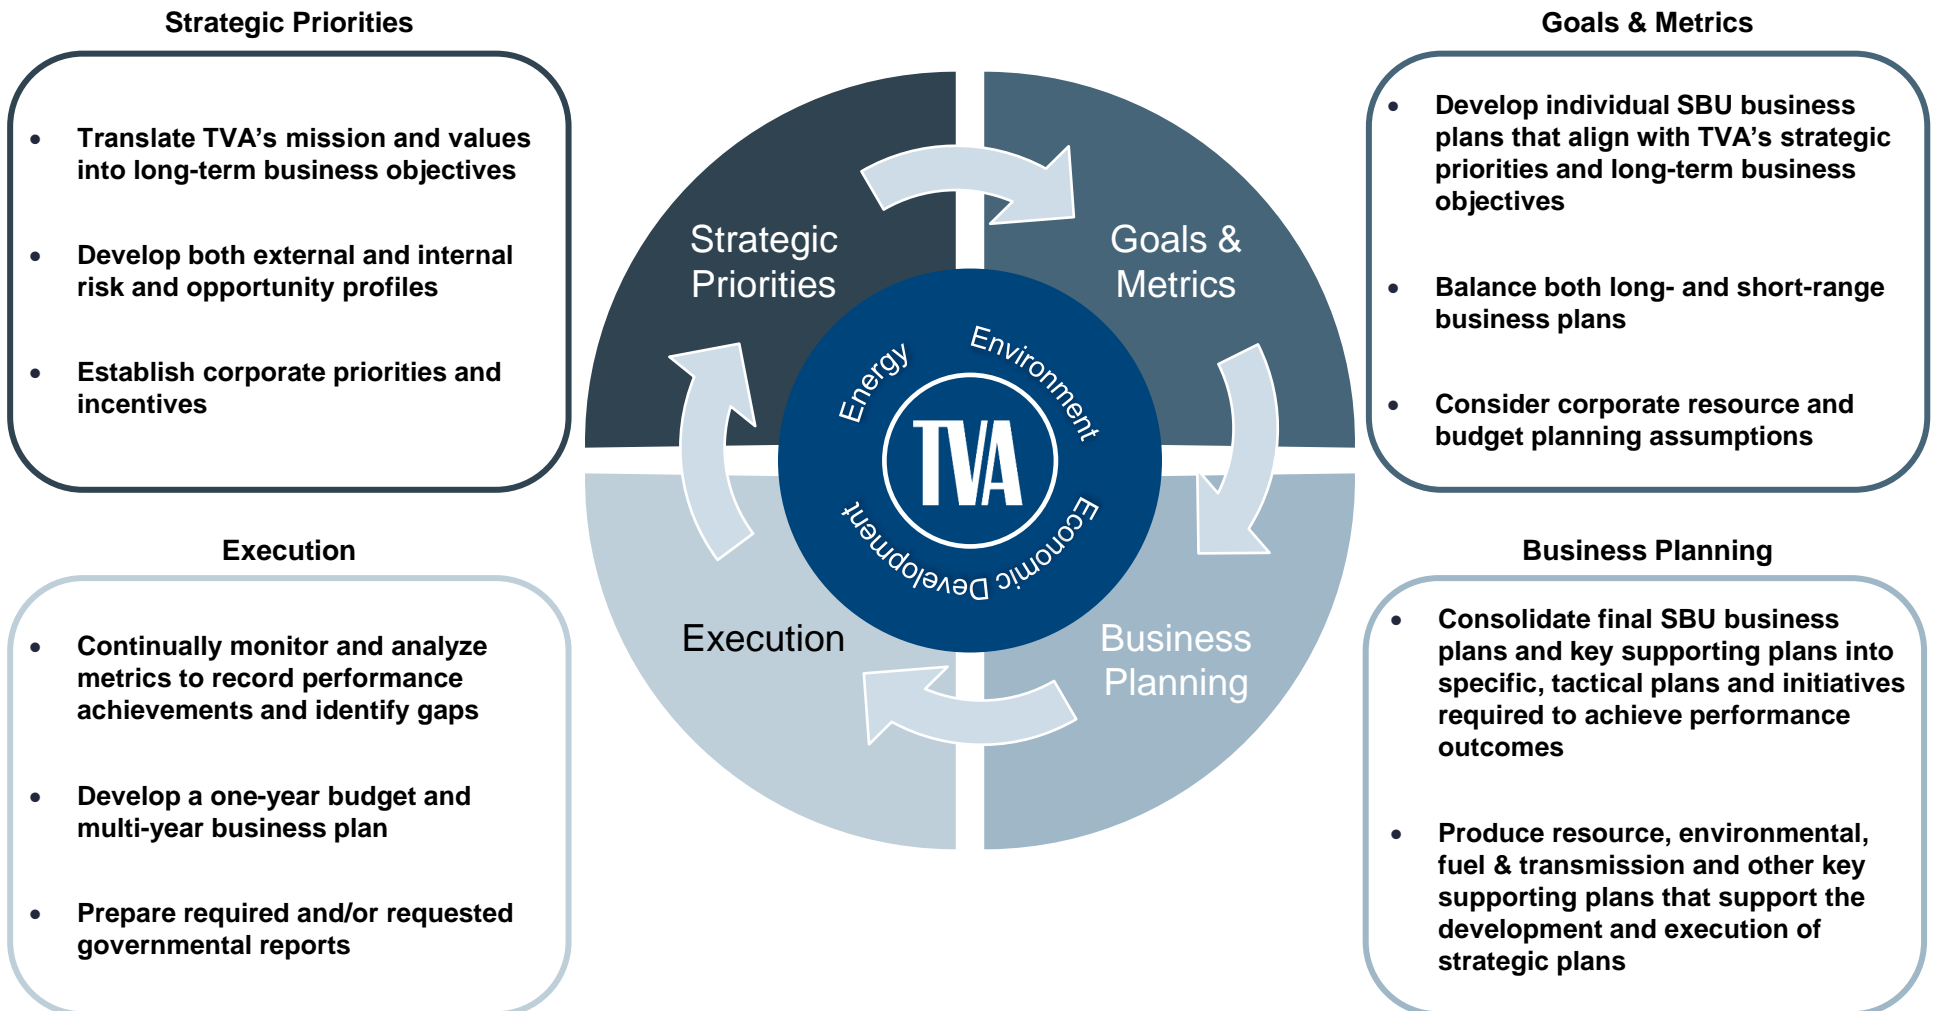 Strategic Priorities
• Translate TVA’s mission and values
into long-term business objectives
• Develop both external and internal
risk and opportunity profiles
• Establish corporate priorities and
incentives
Goals & Metrics
• Develop individual SBU business
plans that align with TVA’s strategic
priorities and long-term business
objectives
• Balance both long- and short-range
business plans
• Consider corporate resource and
budget planning assumptions
Strategic
Priorities
Goals &
Metrics
Energy
Environment
TVA
Economic Development
Execution
Business
Planning
Execution
• Continually monitor and analyze
metrics to record performance
achievements and identify gaps
• Develop a one-year budget and
multi-year business plan
• Prepare required and/or requested
governmental reports
Business Planning
• Consolidate final SBU business
plans and key supporting plans into
specific, tactical plans and initiatives
required to achieve performance
outcomes
• Produce resource, environmental,
fuel & transmission and other key
supporting plans that support the
development and execution of
strategic plans